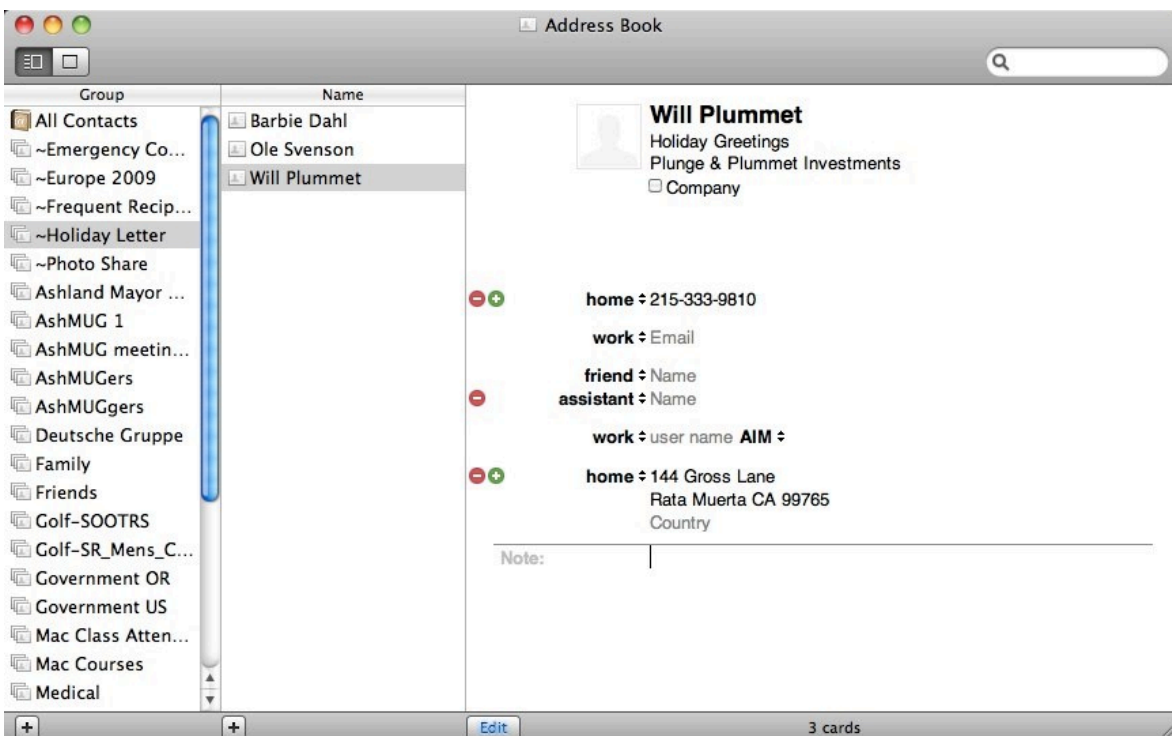 Address Book
Group
All Contacts
~Emergency Co...
~Europe 2009
~Frequent Recip...
~Holiday Letter
~Photo Share
Ashland Mayor ...
AshMUG 1
AshMUG meetin...
AshMUGers
AshMUGgers
Deutsche Gruppe
Family
Friends
Golf-SOOTRS
Golf-SR_Mens_C...
Government OR
Government US
Mac Class Atten...
Mac Courses
Medical
Name
Barbie Dahl
Ole Svenson
Will Plummet
Will Plummet
Holiday Greetings
Plunge & Plummet Investments
Company
home 215-333-9810
work Email
friend Name
assistant Name
work user name AIM
home 144 Gross Lane
Rata Muerta CA 99765
Country
Note:
Edit
3 cards